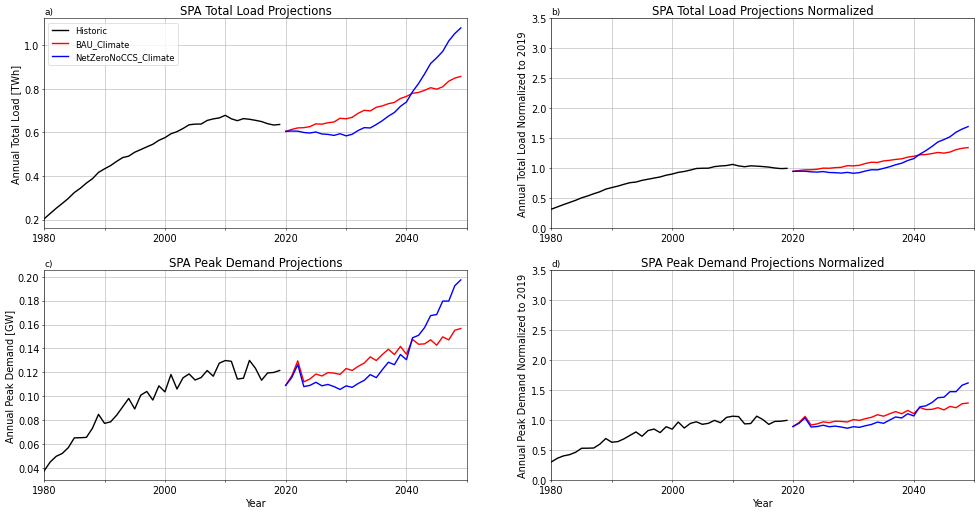 a)
SPA Total Load Projections
Annual Total Load [TWh]
1.0
0.8
0.6
0.4
0.2
Historic
BAU_Climate
NetZeroNoCCS_Climate
1980
2000
2020
2040
b)
SPA Total Load Projections Normalized
Annual Total Load Normalized to 2019
3.5
3.0
2.5
2.0
1.5
1.0
0.5
0.0
1980
2000
2020
2040
c)
SPA Peak Demand Projections
Annual Peak Demand [GW]
0.20
0.18
0.16
0.14
0.12
0.10
0.08
0.06
0.04
1980
2000
2020
2040
Year
d)
SPA Peak Demand Projections Normalized
Annual Peak Demand Normalized to 2019
3.5
3.0
2.5
2.0
1.5
1.0
0.5
0.0
1980
2000
2020
2040
Year